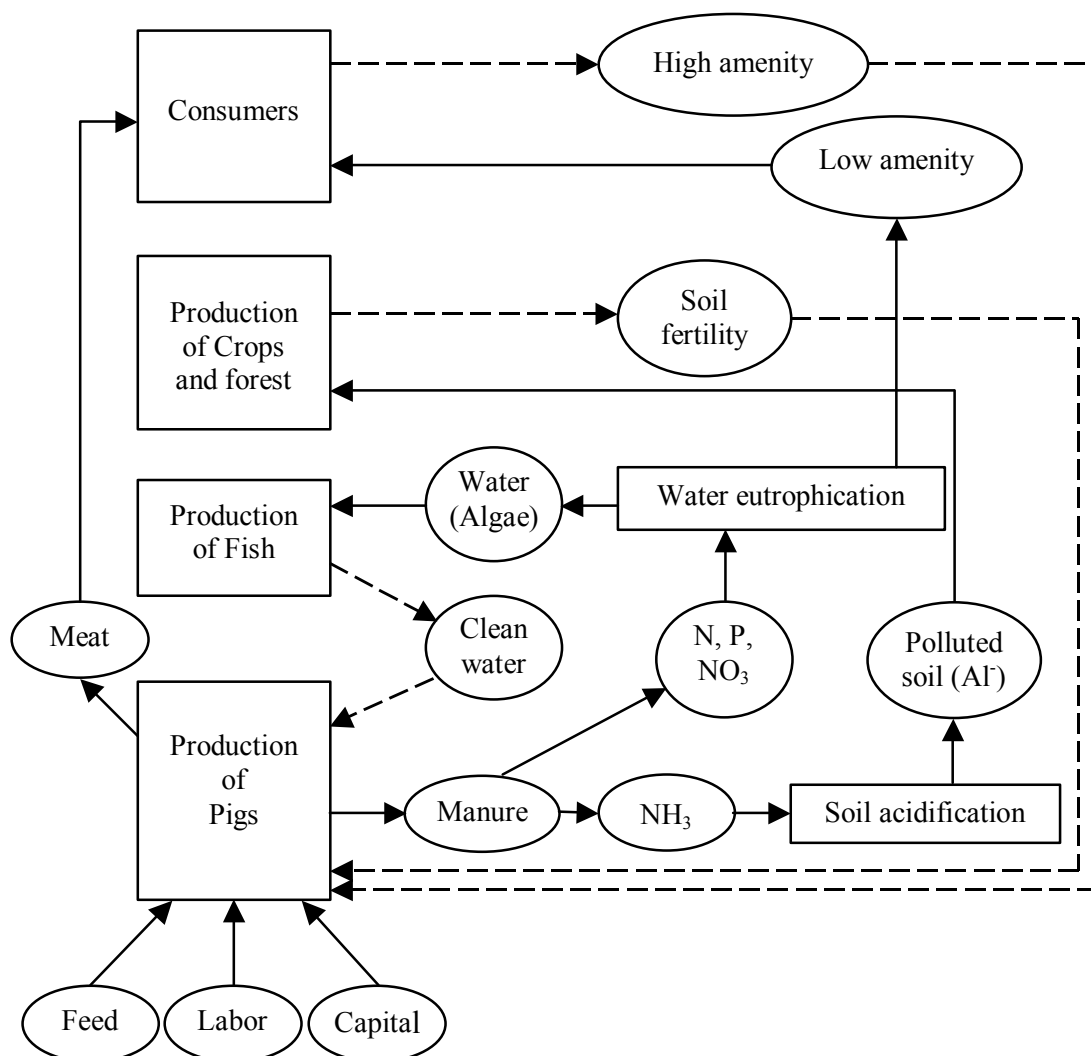 High amenity
Consumers
Low amenity
Production
of Crops
and forest
Soil
fertility
Water
(Algae)
Water eutrophication
Production
of Fish
Meat
Clean
water
N, P,
NO₃
Polluted
soil (Al⁻)
Production
of
Pigs
Manure
NH₃
Soil acidification
Feed
Labor
Capital